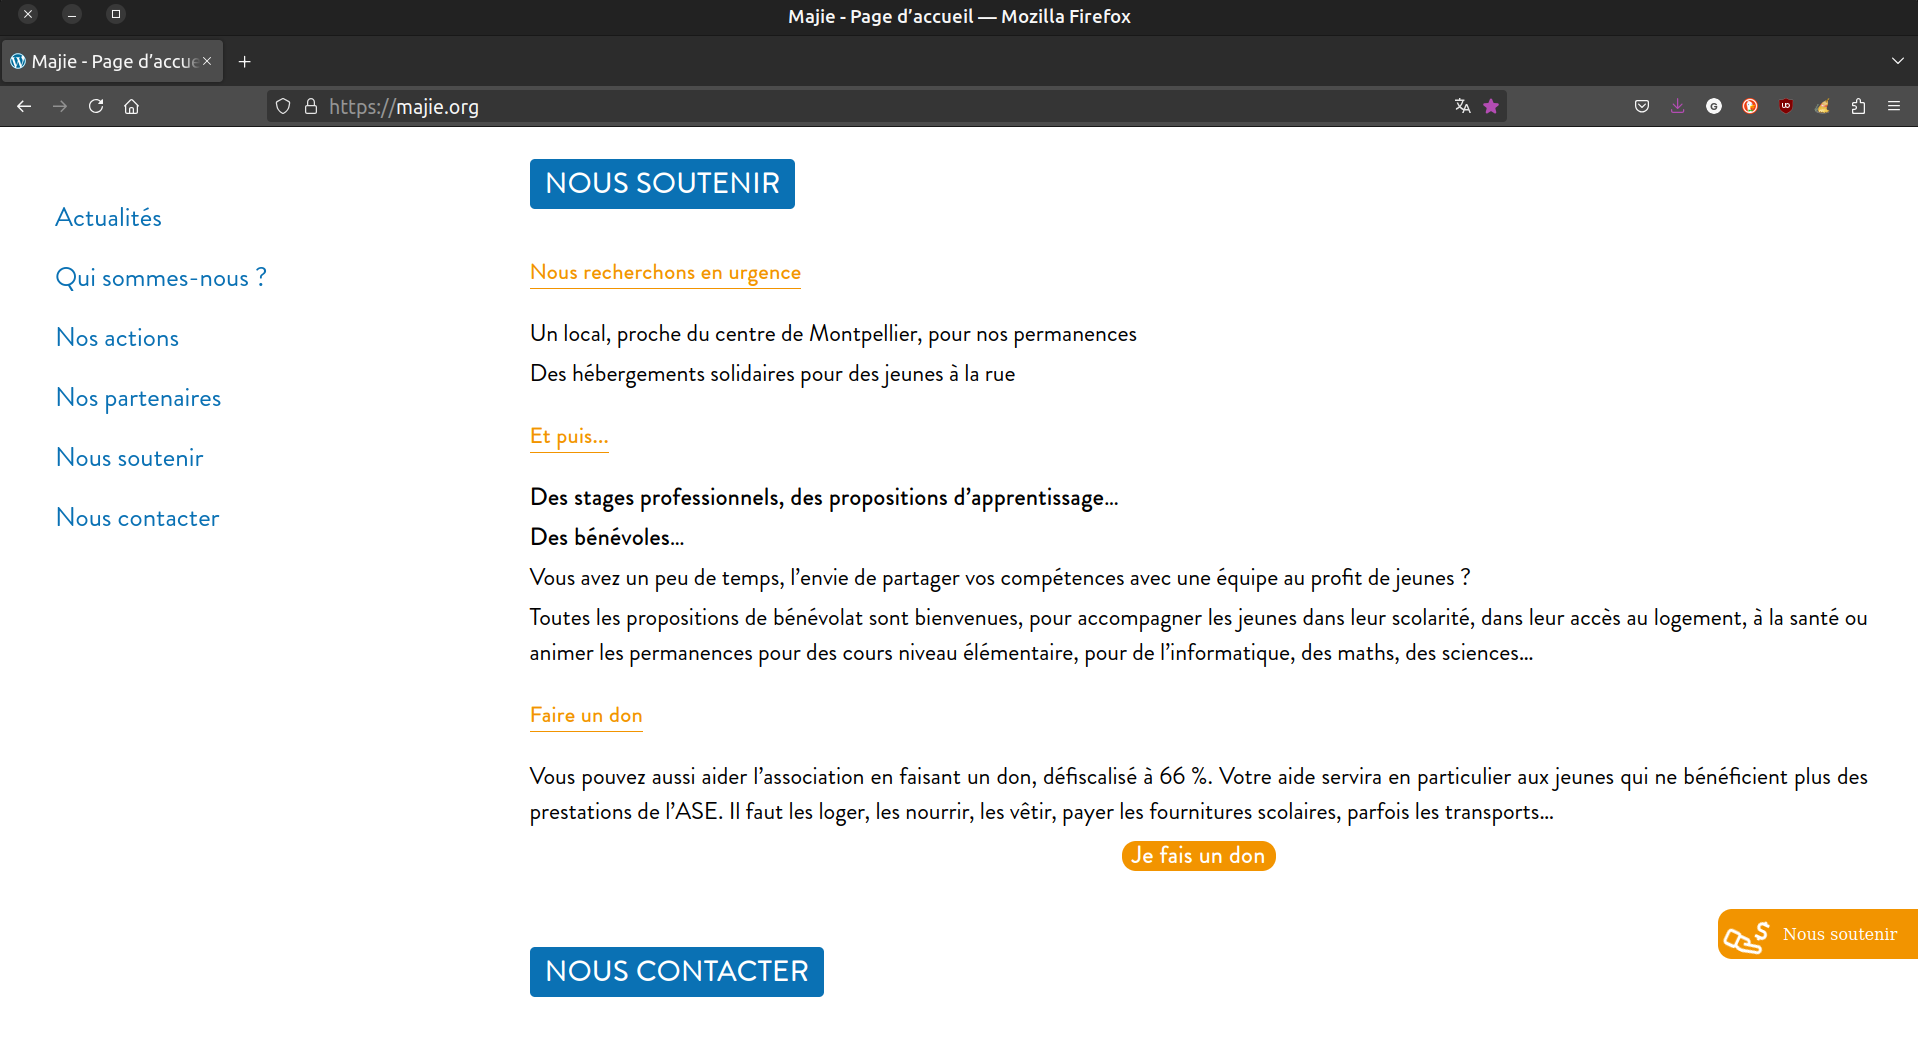 Majie - Page d’accueil — Mozilla Firefox
Majie - Page d’accue
https://majie.org
Actualités
Qui sommes-nous ?
Nos actions
Nos partenaires
Nous soutenir
Nous contacter
NOUS SOUTENIR
Nous recherchons en urgence
Un local, proche du centre de Montpellier, pour nos permanences
Des hébergements solidaires pour des jeunes à la rue
Et puis…
Des stages professionnels, des propositions d’apprentissage…
Des bénévoles…
Vous avez un peu de temps, l’envie de partager vos compétences avec une équipe au profit de jeunes ?
Toutes les propositions de bénévolat sont bienvenues, pour accompagner les jeunes dans leur scolarité, dans leur accès au logement, à la santé ou
animer les permanences pour des cours niveau élémentaire, pour de l’informatique, des maths, des sciences…
Faire un don
Vous pouvez aussi aider l’association en faisant un don, défiscalisé à 66 %. Votre aide servira en particulier aux jeunes qui ne bénéficient plus des
prestations de l’ASE. Il faut les loger, les nourrir, les vêtir, payer les fournitures scolaires, parfois les transports…
Je fais un don
Nous soutenir
NOUS CONTACTER